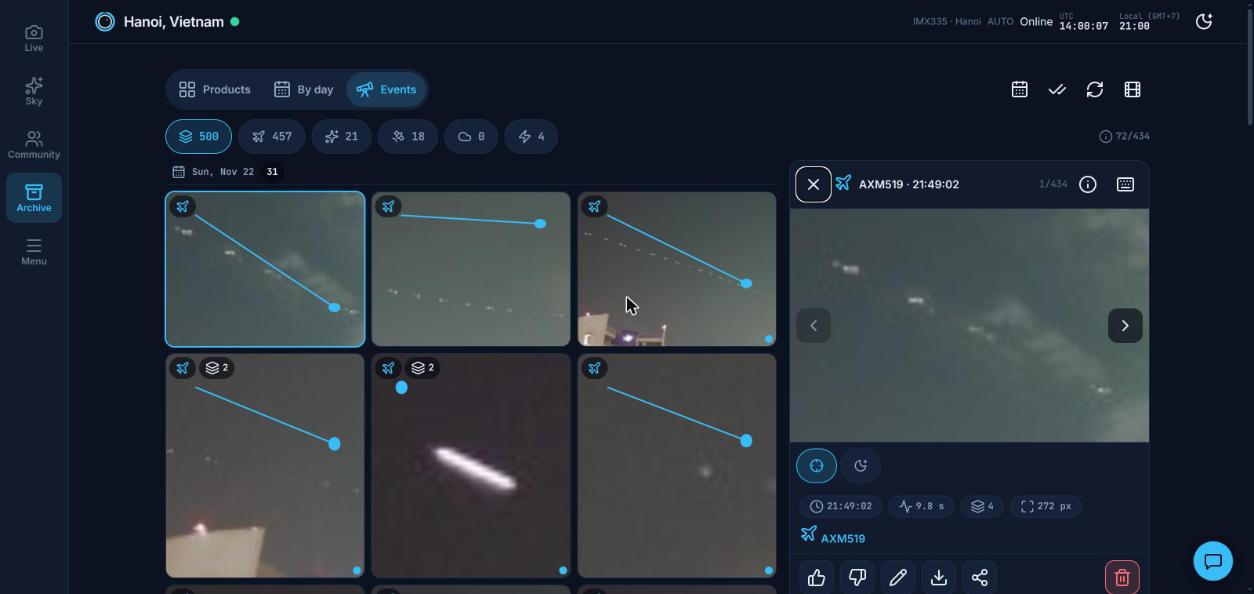 Hanoi, Vietnam
IMX335 · Hanoi AUTO Online
UTC
14:00:07
Local (GMT+7)
21:00
Live
Sky
Community
Archive
Menu
Products
By day
Events
500
457
21
18
0
4
72/434
Sun, Nov 22 31
2
2
AXM519 · 21:49:02
1/434
21:49:02
9.8 s
4
272 px
AXM519